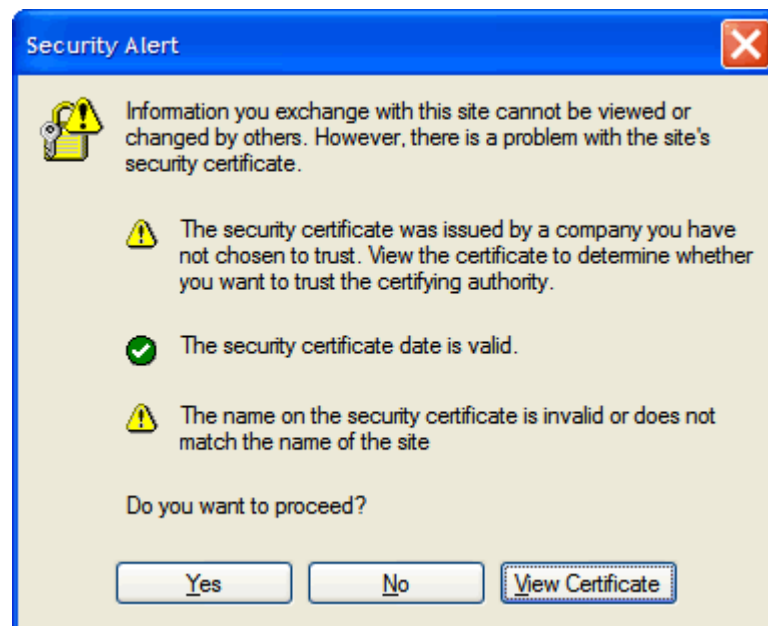 Security Alert
Information you exchange with this site cannot be viewed or
changed by others. However, there is a problem with the site's
security certificate.
The security certificate was issued by a company you have
not chosen to trust. View the certificate to determine whether
you want to trust the certifying authority.
The security certificate date is valid.
The name on the security certificate is invalid or does not
match the name of the site
Do you want to proceed?
Yes
No
View Certificate